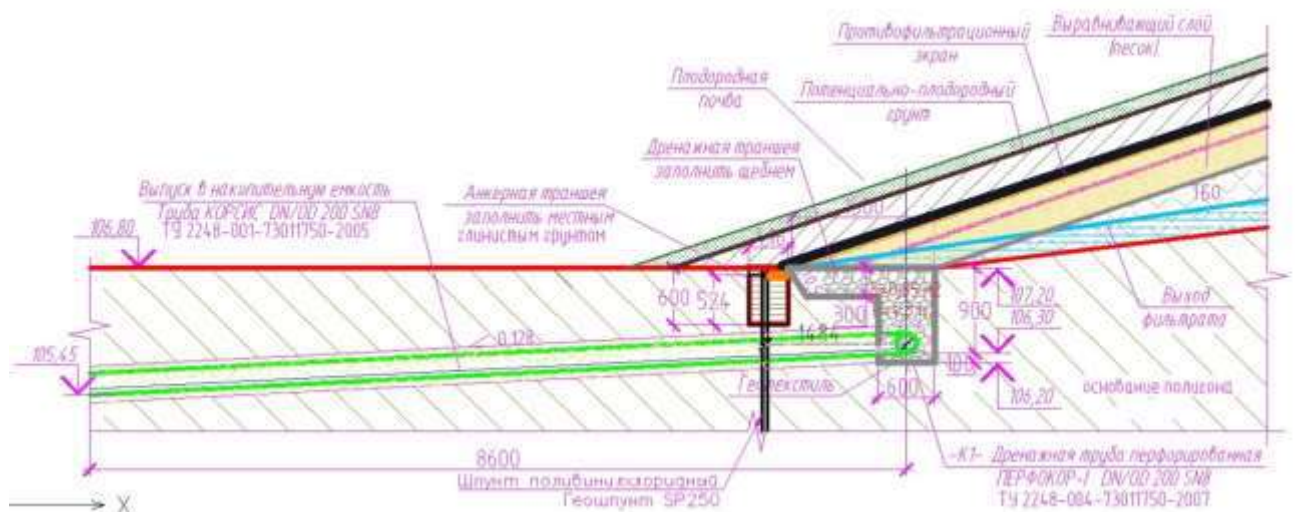 Противофильтрационный
экран
Выравнивающий слой
(песок)
Плодородная
почва
Потенциально-плодородный
грунт
Дренажная траншея
заполнить щебнем
Выпуск в накопительную емкость
Труба КОРСИС DN/OD 200 SN8
ТУ 2248-001-73011750-2005
Анкерная траншея
заполнить местным
глинистым грунтом
106,80
160
600
524
300
900
107,20
106,30
Выход
фильтрата
0,128
1484
105,45
Геотекстиль
100
600
106,20
основание полигона
8600
Шпунт поливинилхлоридный
Геошпунт SP250
-К1- Дренажная труба перфорированная
ПЕРФОКОР-I DN/OD 200 SN8
ТУ 2248-004-73011750-2007
X